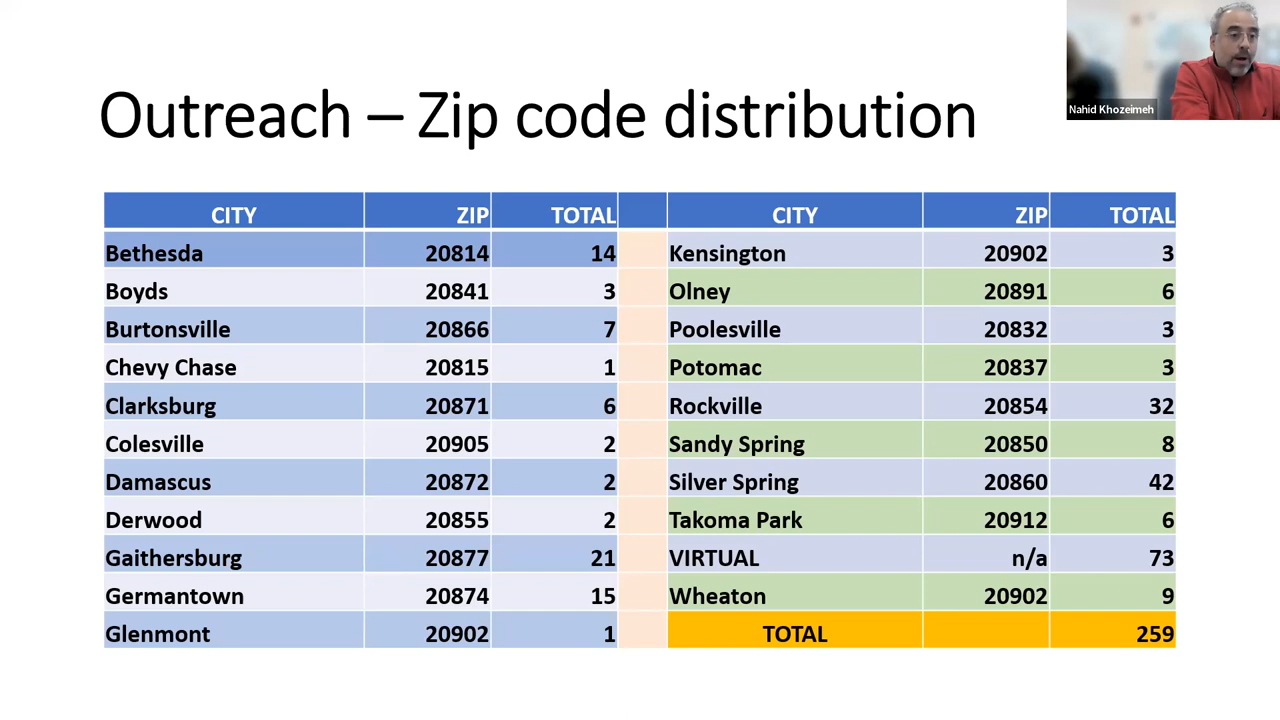 Nahid Khozeimeh
Outreach – Zip code distribution
CITY ZIP TOTAL CITY ZIP TOTAL
Bethesda 20814 14 Kensington 20902 3
Boyds 20841 3 Olney 20891 6
Burtonsville 20866 7 Poolesville 20832 3
Chevy Chase 20815 1 Potomac 20837 3
Clarksburg 20871 6 Rockville 20854 32
Colesville 20905 2 Sandy Spring 20850 8
Damascus 20872 2 Silver Spring 20860 42
Derwood 20855 2 Takoma Park 20912 6
Gaithersburg 20877 21 VIRTUAL n/a 73
Germantown 20874 15 Wheaton 20902 9
Glenmont 20902 1 TOTAL 259